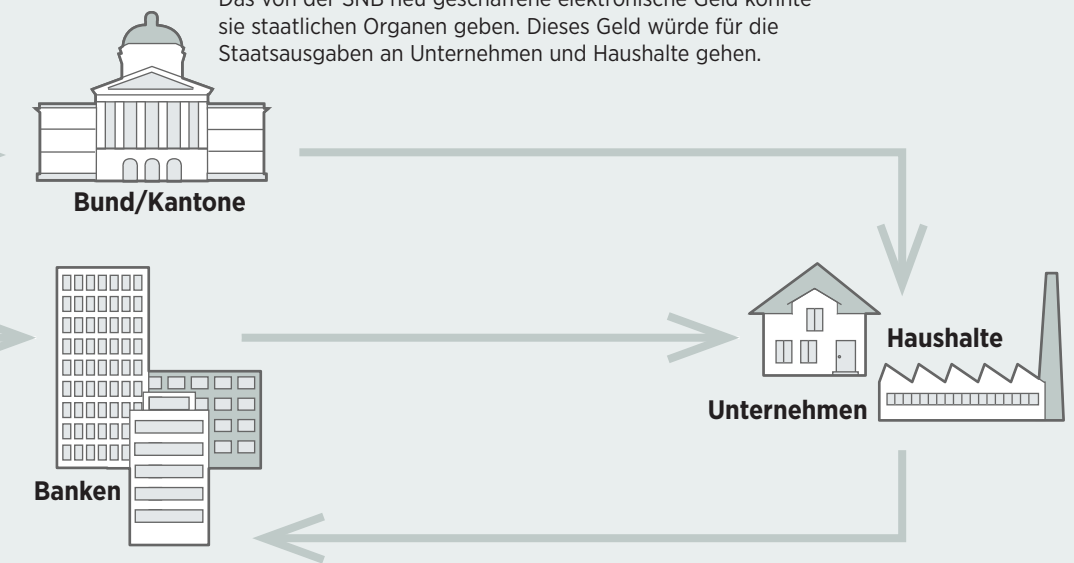 Das von der SNB neu geschaffene elektronische Geld könnte
sie staatlichen Organen geben. Dieses Geld würde für die
Staatsausgaben an Unternehmen und Haushalte gehen.
Bund/Kantone
Haushalte
Unternehmen
Banken